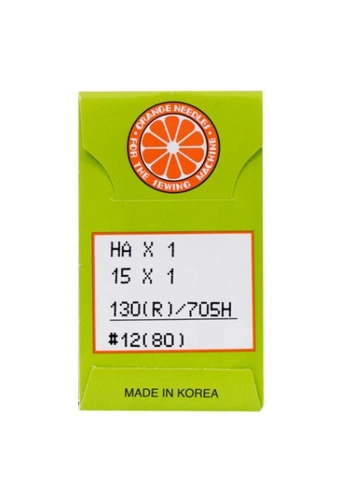 ORANGE NEEDLES
FOR THE SEWING MACHINE
HA X 1
15 X 1
130(R)/705H
#12(80)
MADE IN KOREA